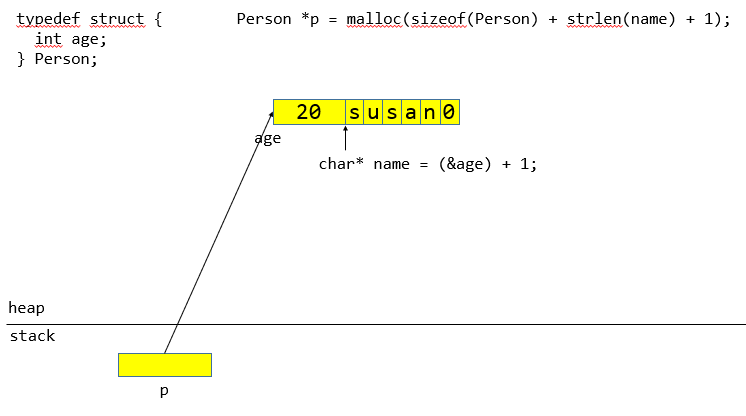 typedef struct {
int age;
} Person;
Person *p = malloc(sizeof(Person) + strlen(name) + 1);
20 s u s a n 0
age
char* name = (&age) + 1;
heap
stack
p